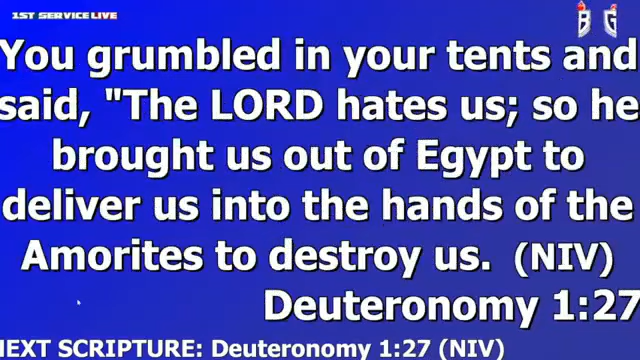 1ST SERVICE LIVE
B G
You grumbled in your tents and
said, "The LORD hates us; so he
brought us out of Egypt to
deliver us into the hands of the
Amorites to destroy us. (NIV)
Deuteronomy 1:27
NEXT SCRIPTURE: Deuteronomy 1:27 (NIV)